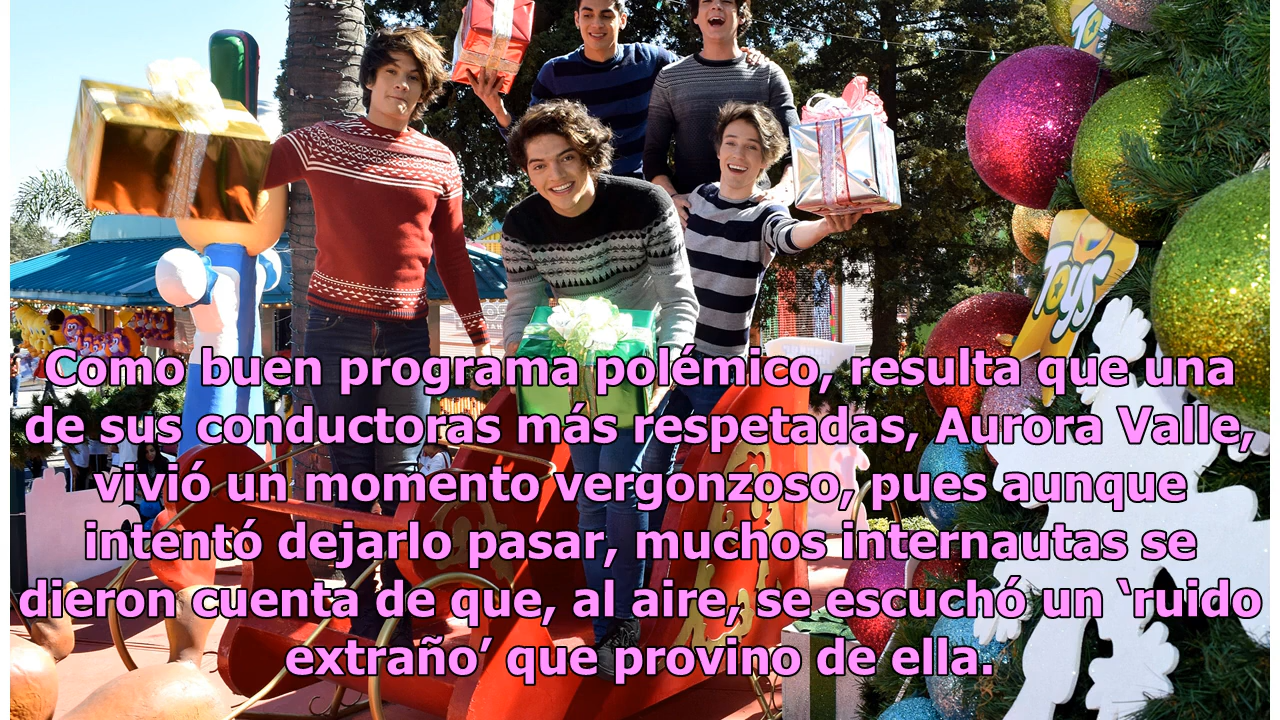 TOYS
Como buen programa polémico, resulta que una
de sus conductoras más respetadas, Aurora Valle,
vivió un momento vergonzoso, pues aunque
intentó dejarlo pasar, muchos internautas se
dieron cuenta de que, al aire, se escuchó un ‘ruido
extraño’ que provino de ella.